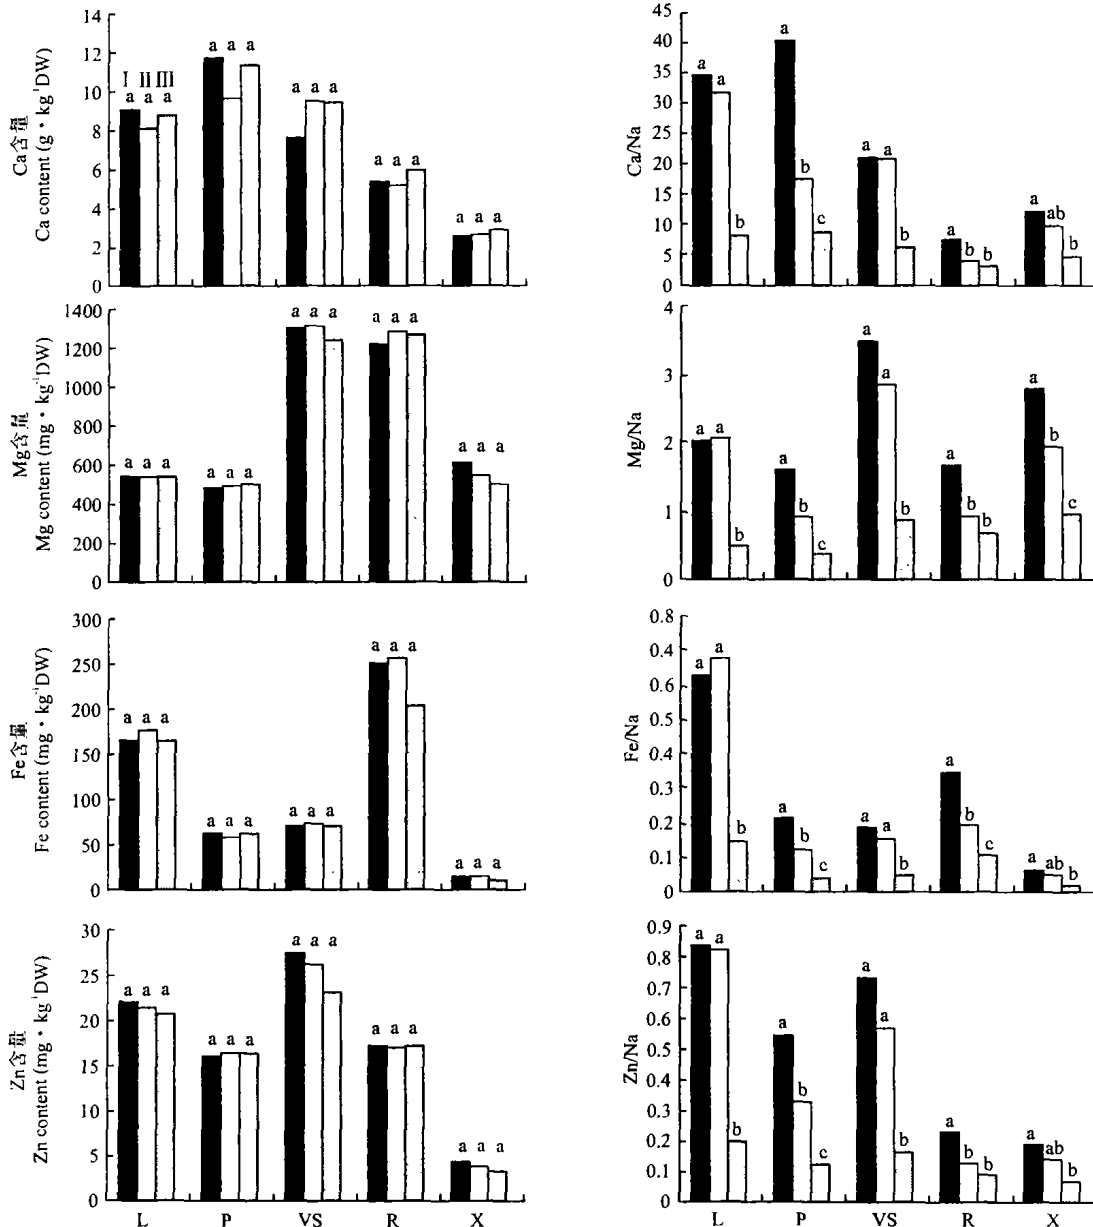 Ca含量
Ca content (g·kg⁻¹DW)
14
12
10
8
6
4
2
0
I II III
a a a
a a a
a a a
a a a
a a a
Ca/Na
45
40
35
30
25
20
15
10
5
0
a a b
a b c
a a b
a b b
a ab b
Mg含量
Mg content (mg·kg⁻¹DW)
1400
1200
1000
800
600
400
200
0
a a a
a a a
a a a
a a a
a a a
Mg/Na
4
3
2
1
0
a a b
a b c
a a b
a b b
a b c
Fe含量
Fe content (mg·kg⁻¹DW)
300
250
200
150
100
50
0
a a a
a a a
a a a
a a a
a a a
Fe/Na
0.8
0.4
0.6
0.5
0.4
0.3
0.2
0.1
0
a a b
a b c
a a b
a b c
a ab b
Zn含量
Zn content (mg·kg⁻¹DW)
30
25
20
15
10
5
0
a a a
a a a
a a a
a a a
a a a
L P VS R X
Zn/Na
0.9
0.8
0.7
0.6
0.5
0.4
0.3
0.2
0.1
0
a a b
a b c
a a b
a b b
a ab b
L P VS R X